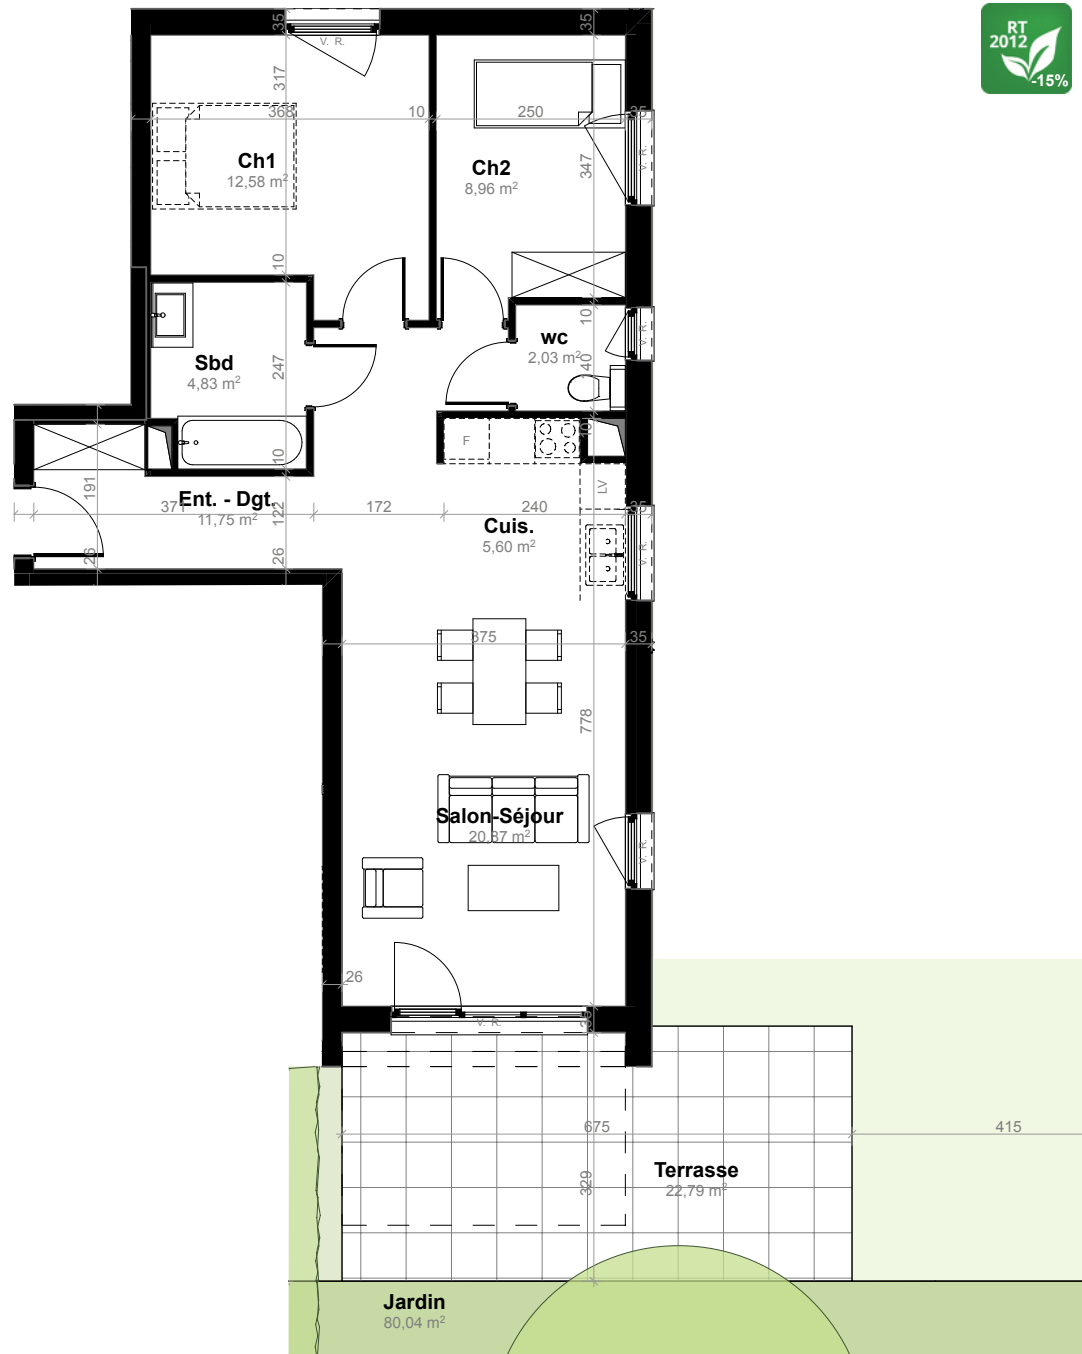 RT
2012
-15%
35
35
V. R.
317
368
10
250
35
Ch1
12,58 m²
Ch2
8,96 m²
347
V. R.
10
10
wc
2,03 m²
140
V. R.
Sbd
4,83 m²
247
10
10
F
LV
191
Ent. - Dgt.
11,75 m²
371
122
172
240
35
Cuis.
5,60 m²
V. R.
26
26
375
35
778
Salon-Séjour
20,87 m²
V. R.
26
V. R.
35
675
415
329
Terrasse
22,79 m²
Jardin
80,04 m²